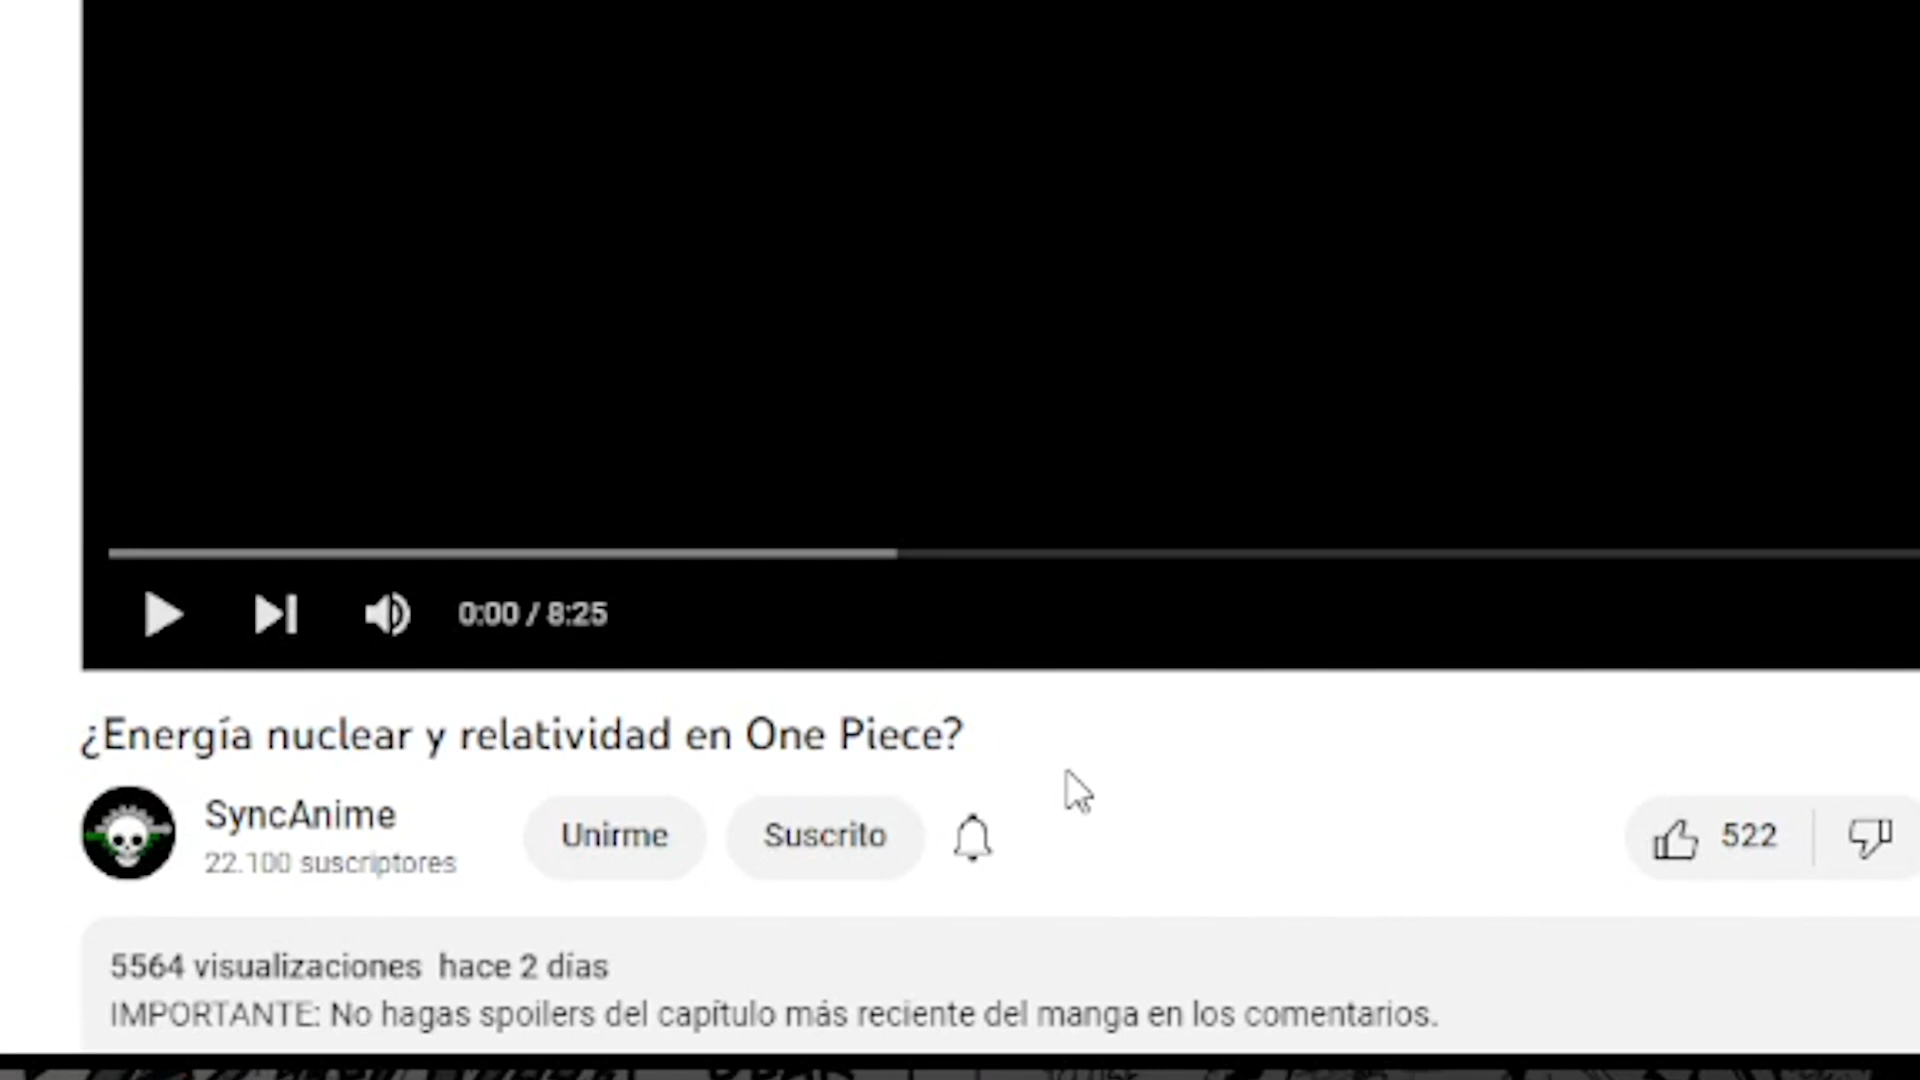 0:00 / 8:25
¿Energía nuclear y relatividad en One Piece?
SyncAnime
22.100 suscriptores
Unirme
Suscrito
522
5564 visualizaciones hace 2 días
IMPORTANTE: No hagas spoilers del capítulo más reciente del manga en los comentarios.